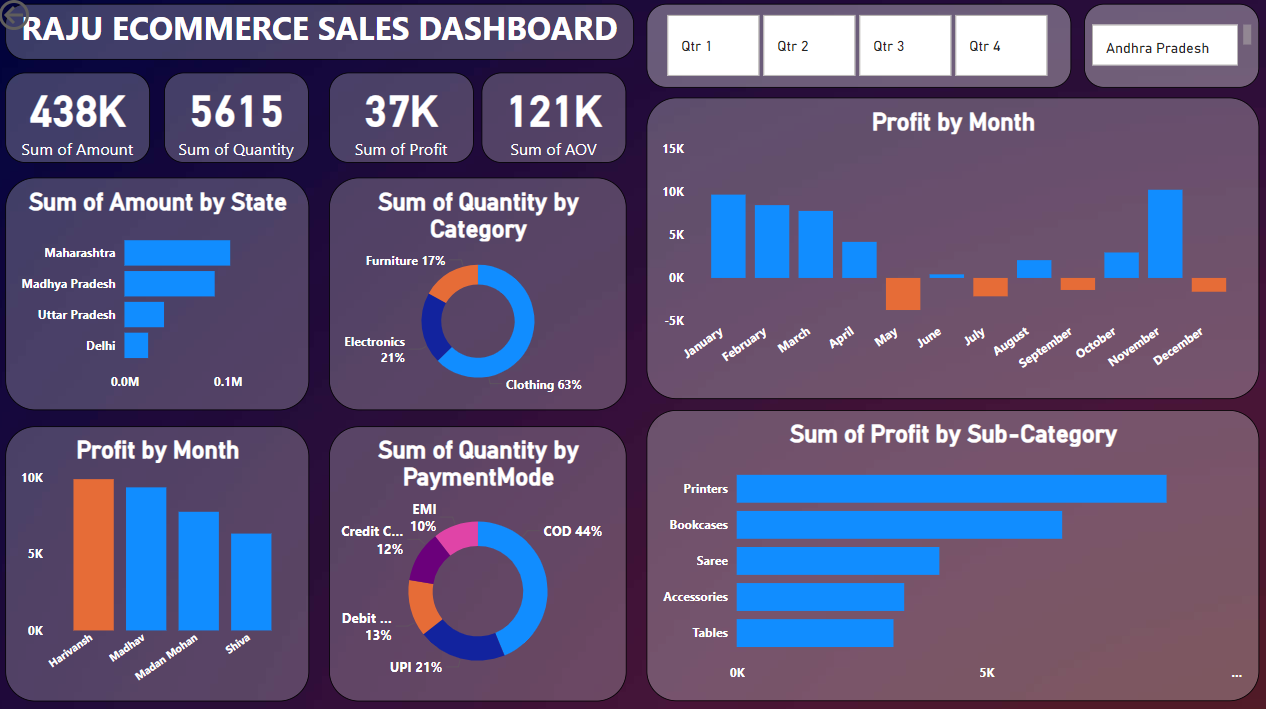 RAJU ECOMMERCE SALES DASHBOARD
Qtr 1
Qtr 2
Qtr 3
Qtr 4
Andhra Pradesh
438K
Sum of Amount
5615
Sum of Quantity
37K
Sum of Profit
121K
Sum of AOV
Sum of Amount by State
Maharashtra
Madhya Pradesh
Uttar Pradesh
Delhi
0.0M
0.1M
Sum of Quantity by
Category
Furniture 17%
Electronics
21%
Clothing 63%
Profit by Month
15K
10K
5K
0K
-5K
January
February
March
April
May
June
July
August
September
October
November
December
Profit by Month
10K
5K
0K
Harivansh
Madhav
Madan Mohan
Shiva
Sum of Quantity by
PaymentMode
EMI
10%
Credit C...
12%
Debit ...
13%
UPI 21%
COD 44%
Sum of Profit by Sub-Category
Printers
Bookcases
Saree
Accessories
Tables
0K
5K
...